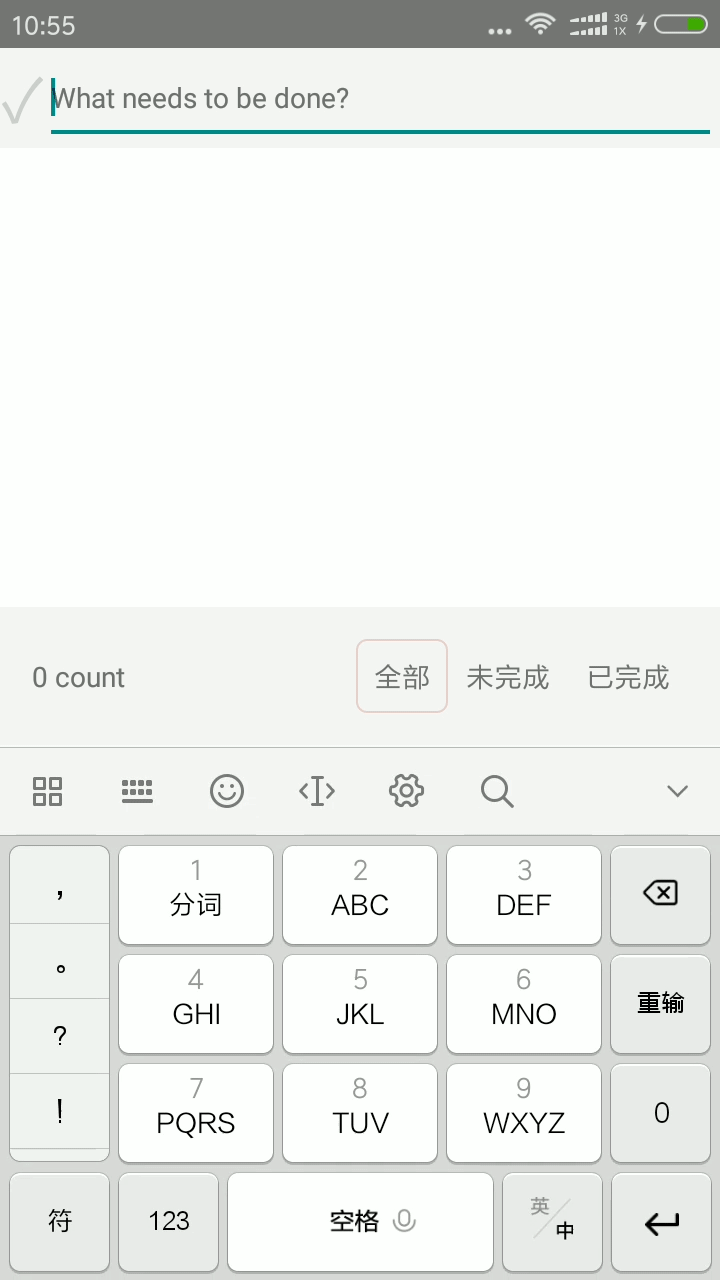 10:55
3G
1X
What needs to be done?
0 count 全部 未完成 已完成
, 1 2 3
分词 ABC DEF
。 4 5 6
? GHI JKL MNO 重输
! 7 8 9
PQRS TUV WXYZ 0
符 123 空格 英/中